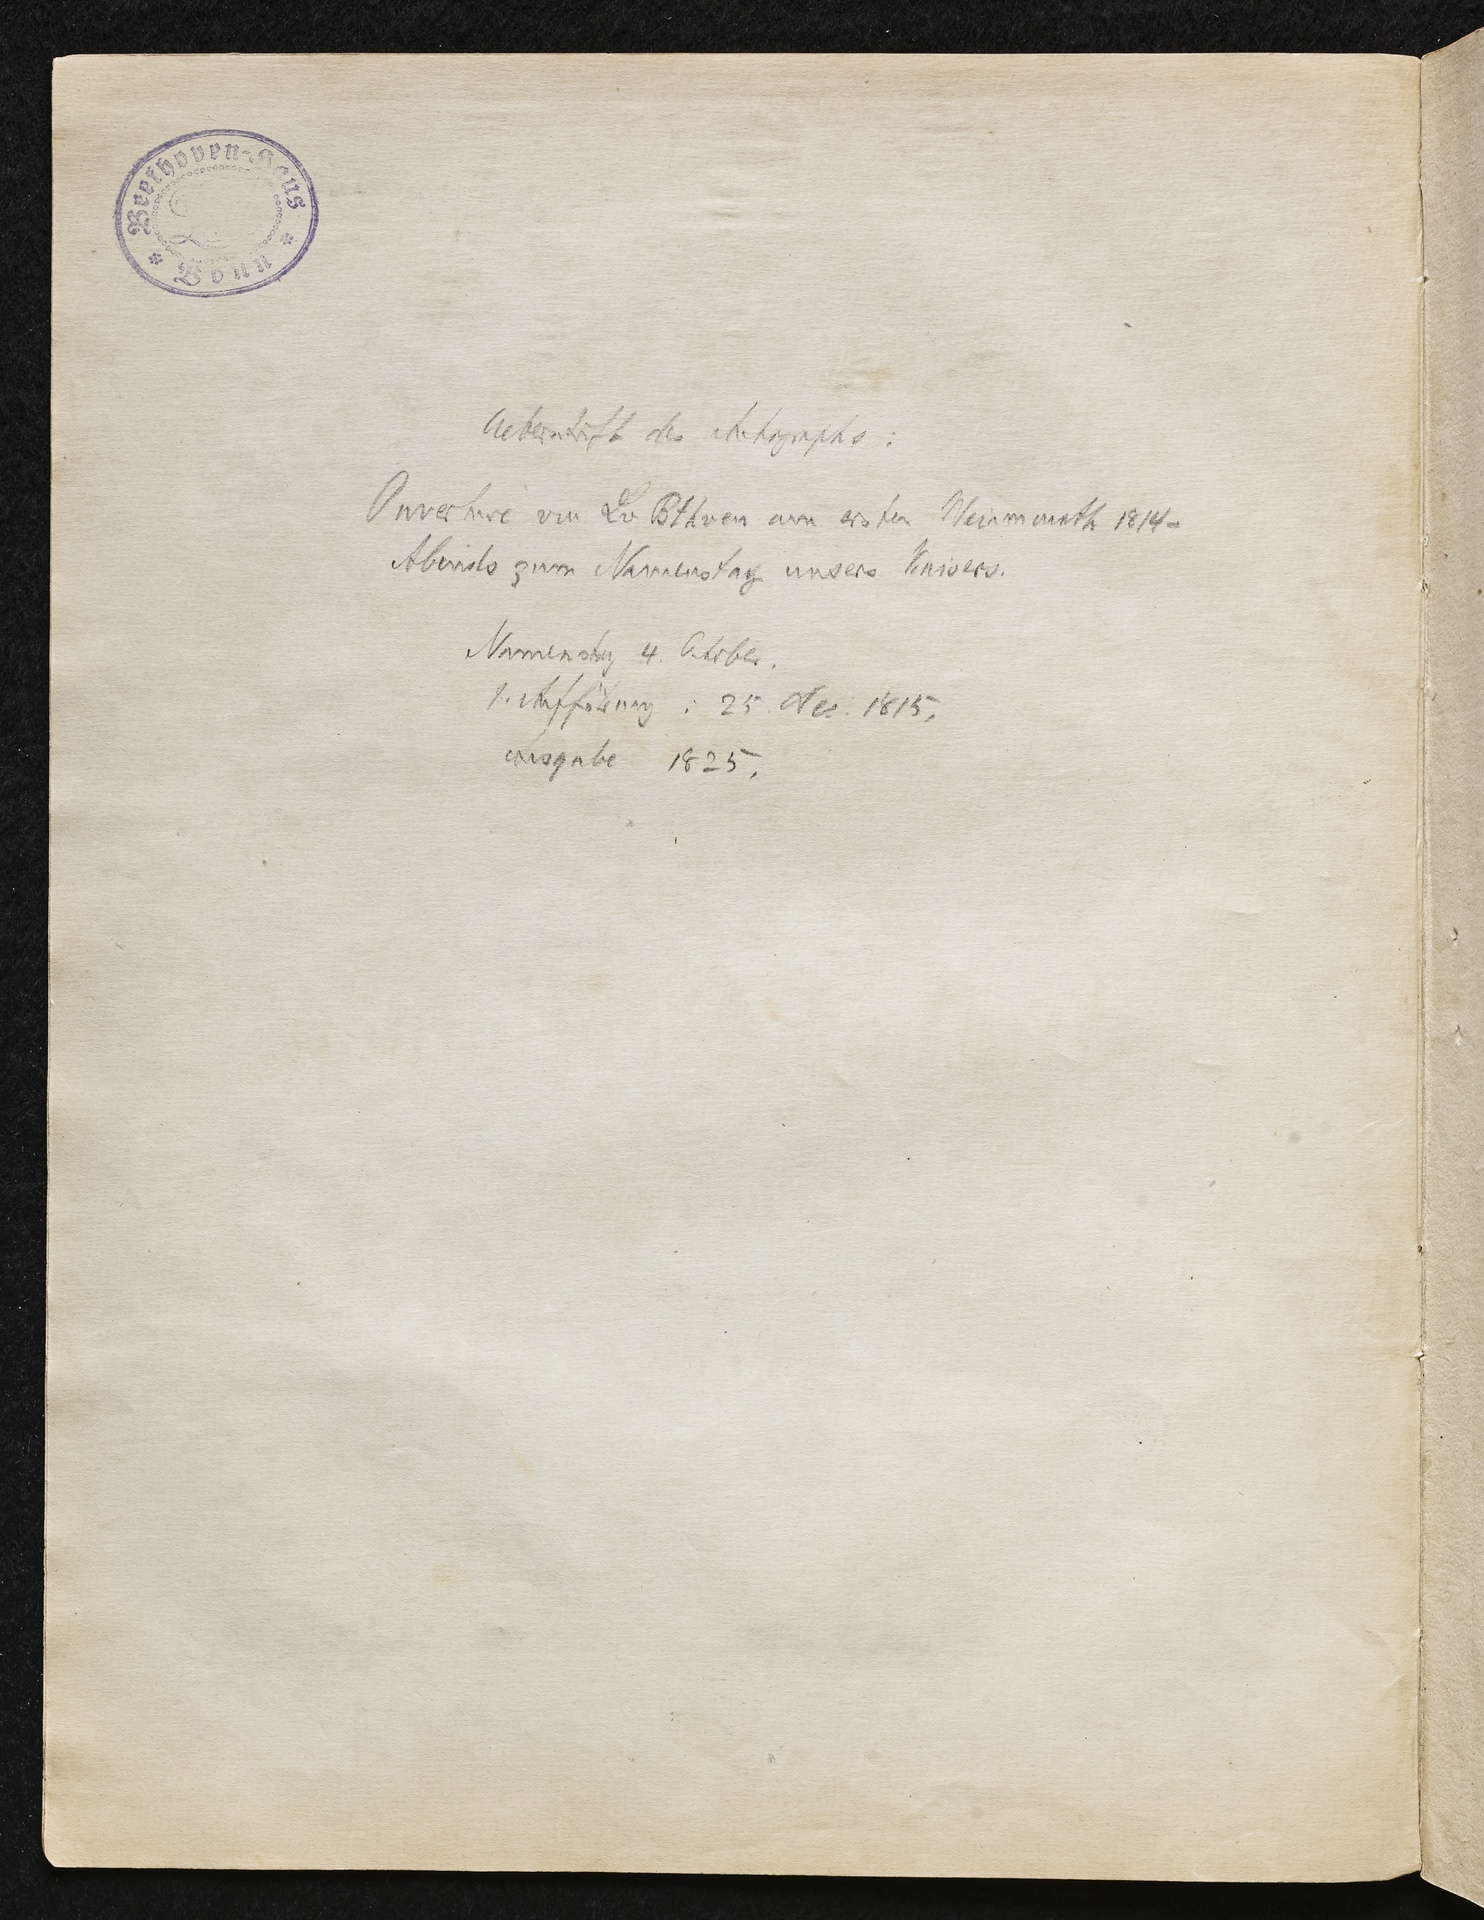 Beethoven-Haus
* Bonn *
Ueberschrift des Autographs :
Ouverture von Lv Bthven am ersten Weinmonath 1814 -
Abends zum Namenstag unsers Kaisers.
Namenstag 4. October.
1. Aufführung : 25. Dec. 1815.
Ausgabe 1825.